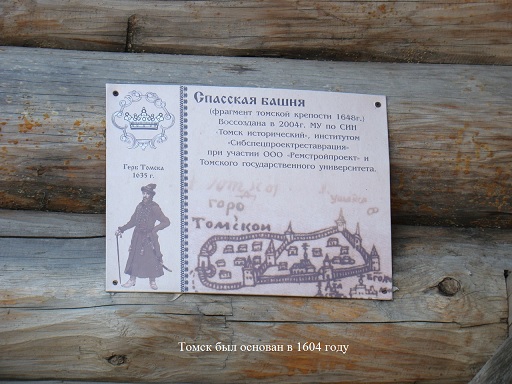 Спасская башня
(фрагмент томской крепости 1648г.)
Воссоздана в 2004г. МУ по СИН
«Томск исторический», институтом
«Сибспецпроектреставрация»
при участии ООО «Ремстройпроект» и
Томского государственного университета.
Герб Томска
1635 г.
горо
Томской
Томск был основан в 1604 году